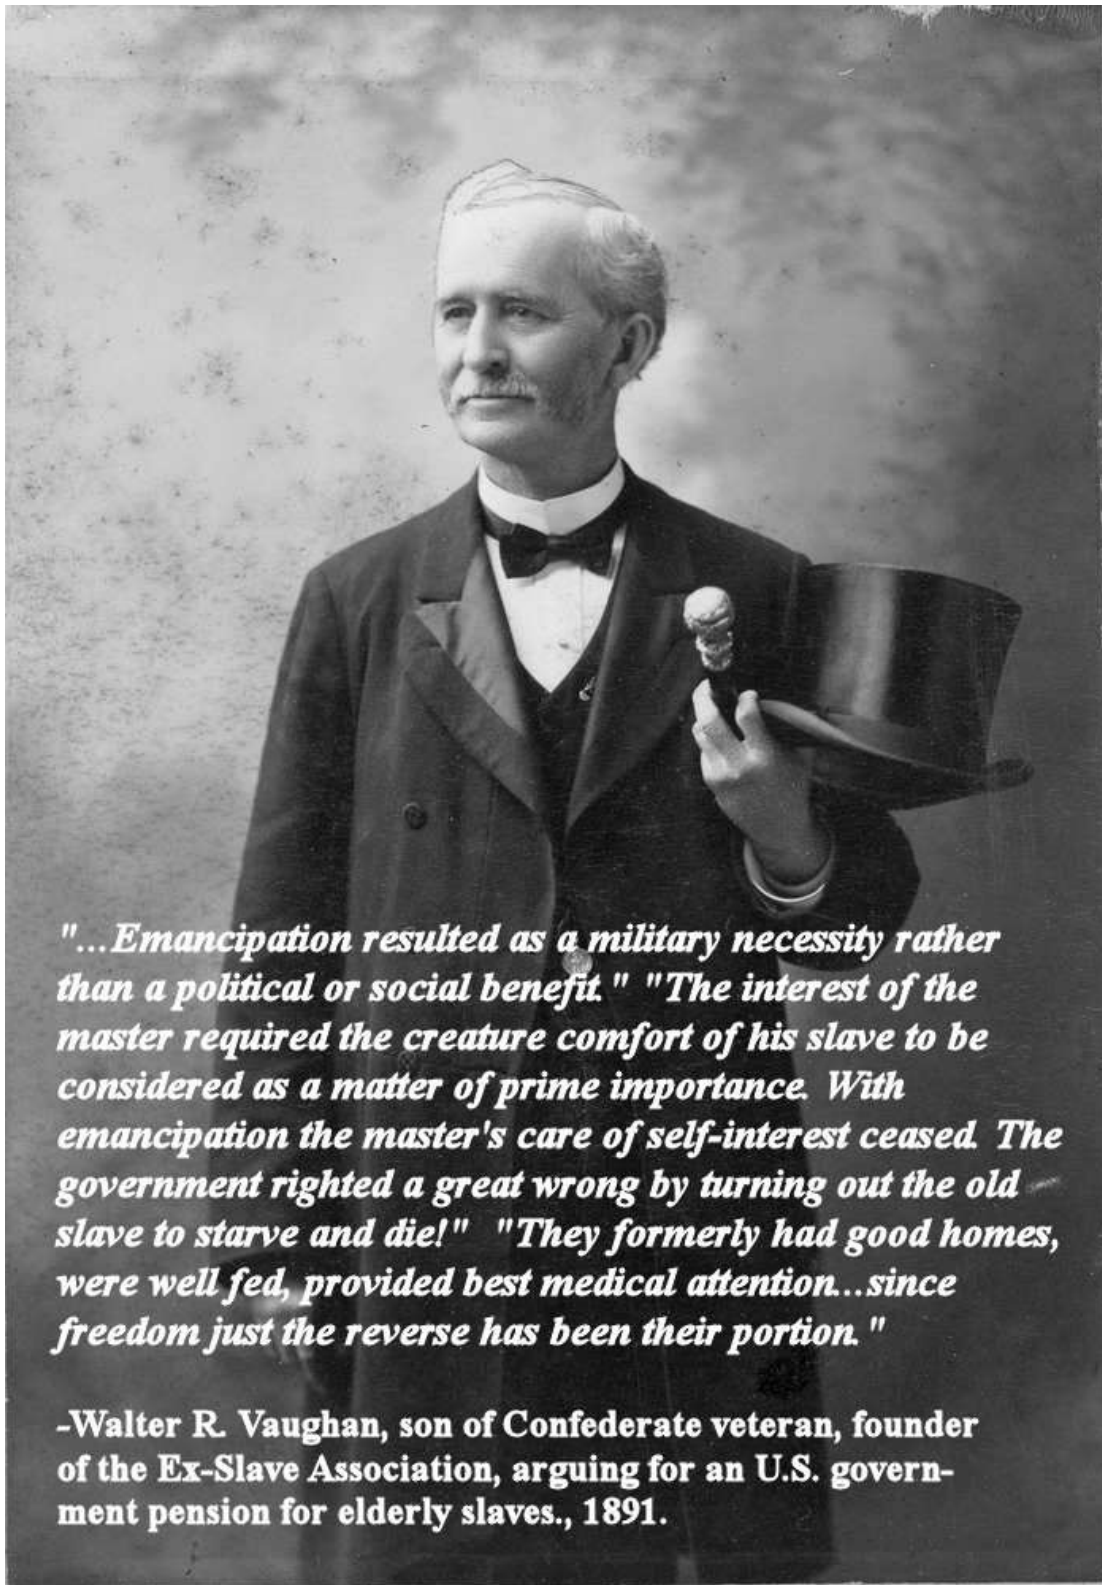 "...Emancipation resulted as a military necessity rather
than a political or social benefit." "The interest of the
master required the creature comfort of his slave to be
considered as a matter of prime importance. With
emancipation the master's care of self-interest ceased. The
government righted a great wrong by turning out the old
slave to starve and die!" "They formerly had good homes,
were well fed, provided best medical attention...since
freedom just the reverse has been their portion."
-Walter R. Vaughan, son of Confederate veteran, founder
of the Ex-Slave Association, arguing for an U.S. govern-
ment pension for elderly slaves., 1891.